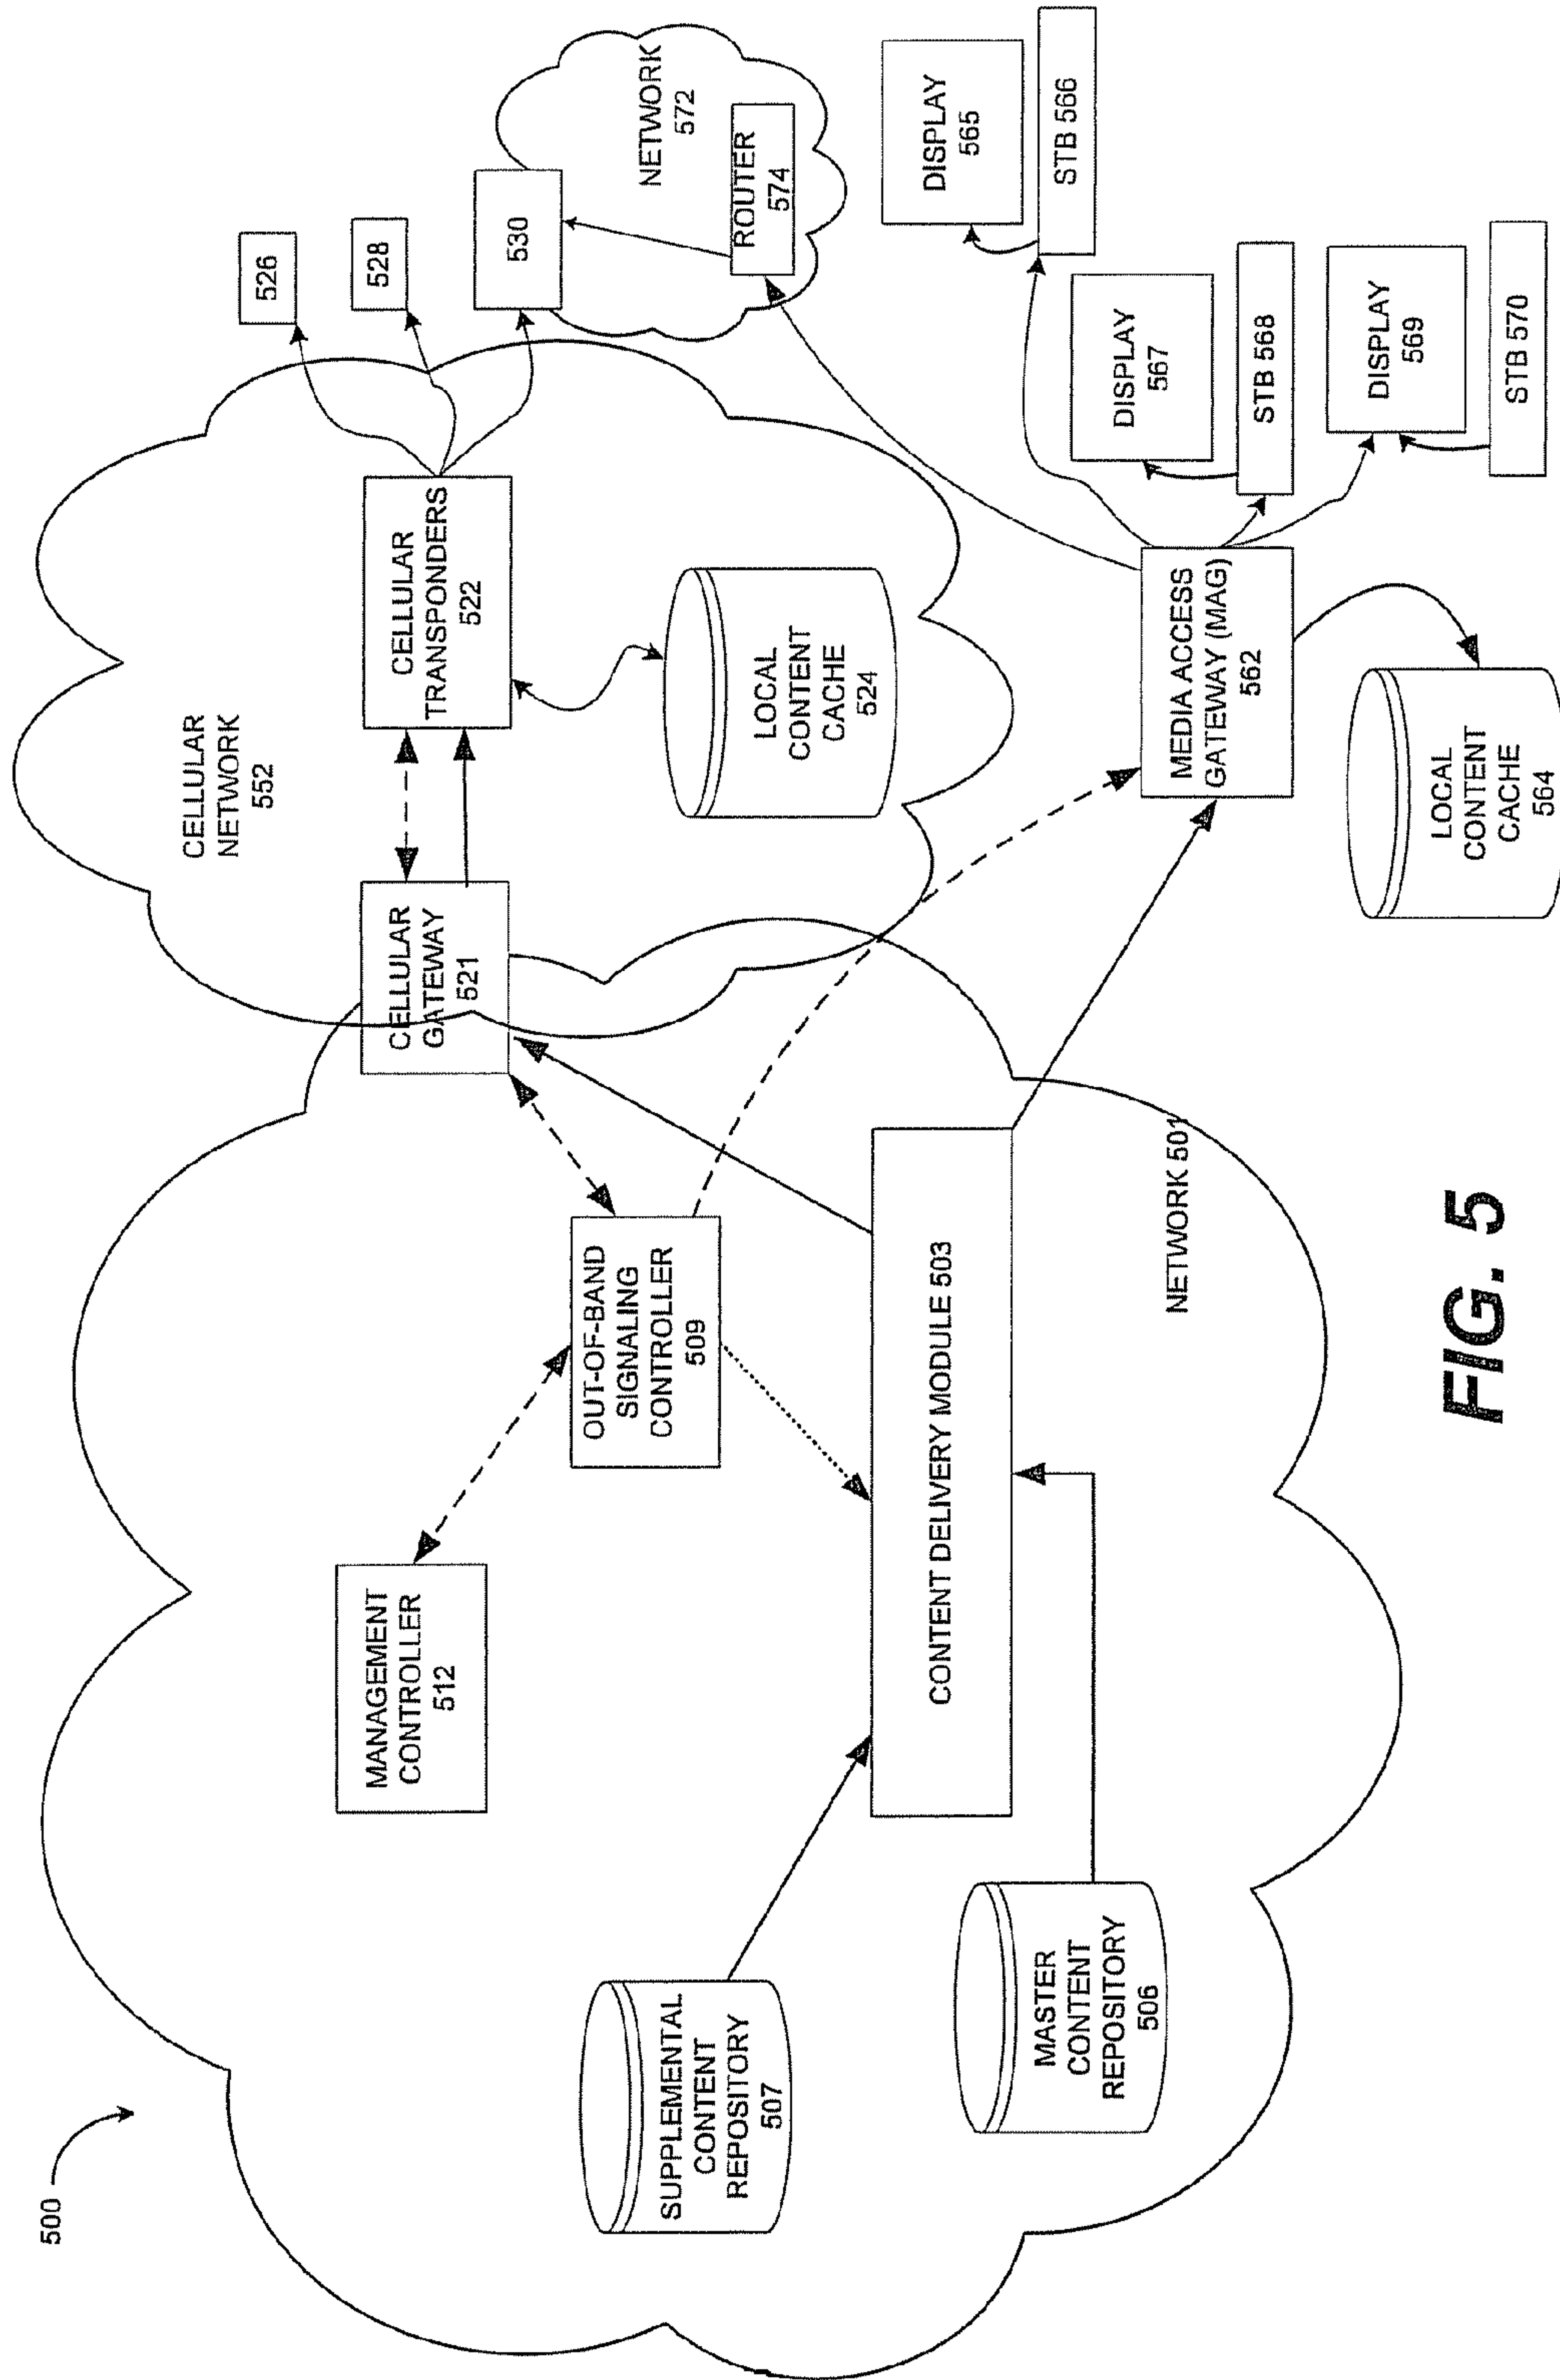 500
CELLULAR
NETWORK
552
526
528
530
NETWORK
572
ROUTER
574
CELLULAR
GATEWAY
521
CELLULAR
TRANSPONDERS
522
LOCAL
CONTENT
CACHE
524
MANAGEMENT
CONTROLLER
512
OUT-OF-BAND
SIGNALING
CONTROLLER
509
SUPPLEMENTAL
CONTENT
REPOSITORY
507
CONTENT DELIVERY MODULE 503
MASTER
CONTENT
REPOSITORY
506
NETWORK 501
MEDIA ACCESS
GATEWAY (MAG)
562
LOCAL
CONTENT
CACHE
564
DISPLAY
565
STB 566
DISPLAY
567
STB 568
DISPLAY
569
STB 570
FIG. 5